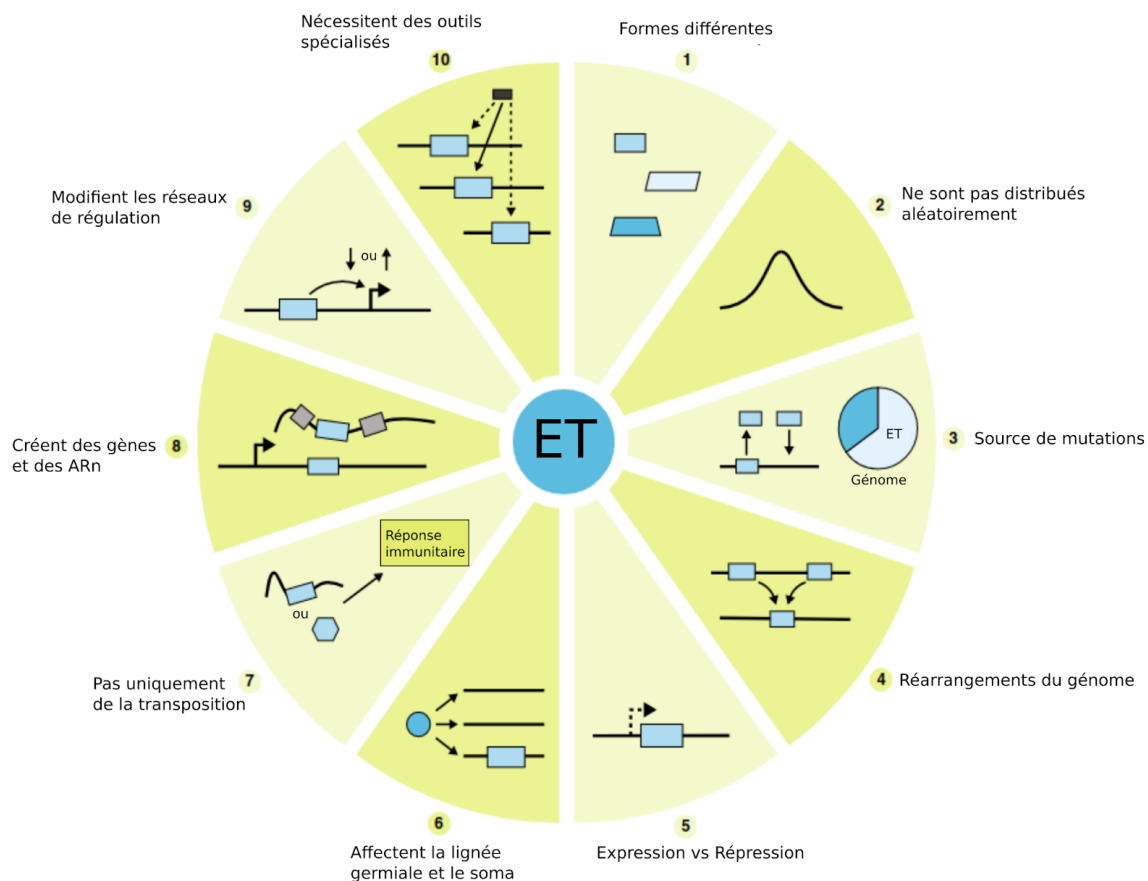 Formes différentes
1
2
Ne sont pas distribués
aléatoirement
3
Source de mutations
ET
Génome
4
Réarrangements du génome
5
Expression vs Répression
6
Affectent la lignée
germiale et le soma
7
Pas uniquement
de la transposition
Réponse
immunitaire
ou
8
Créent des gènes
et des ARn
9
Modifient les réseaux
de régulation
ou
10
Nécessitent des outils
spécialisés
ET